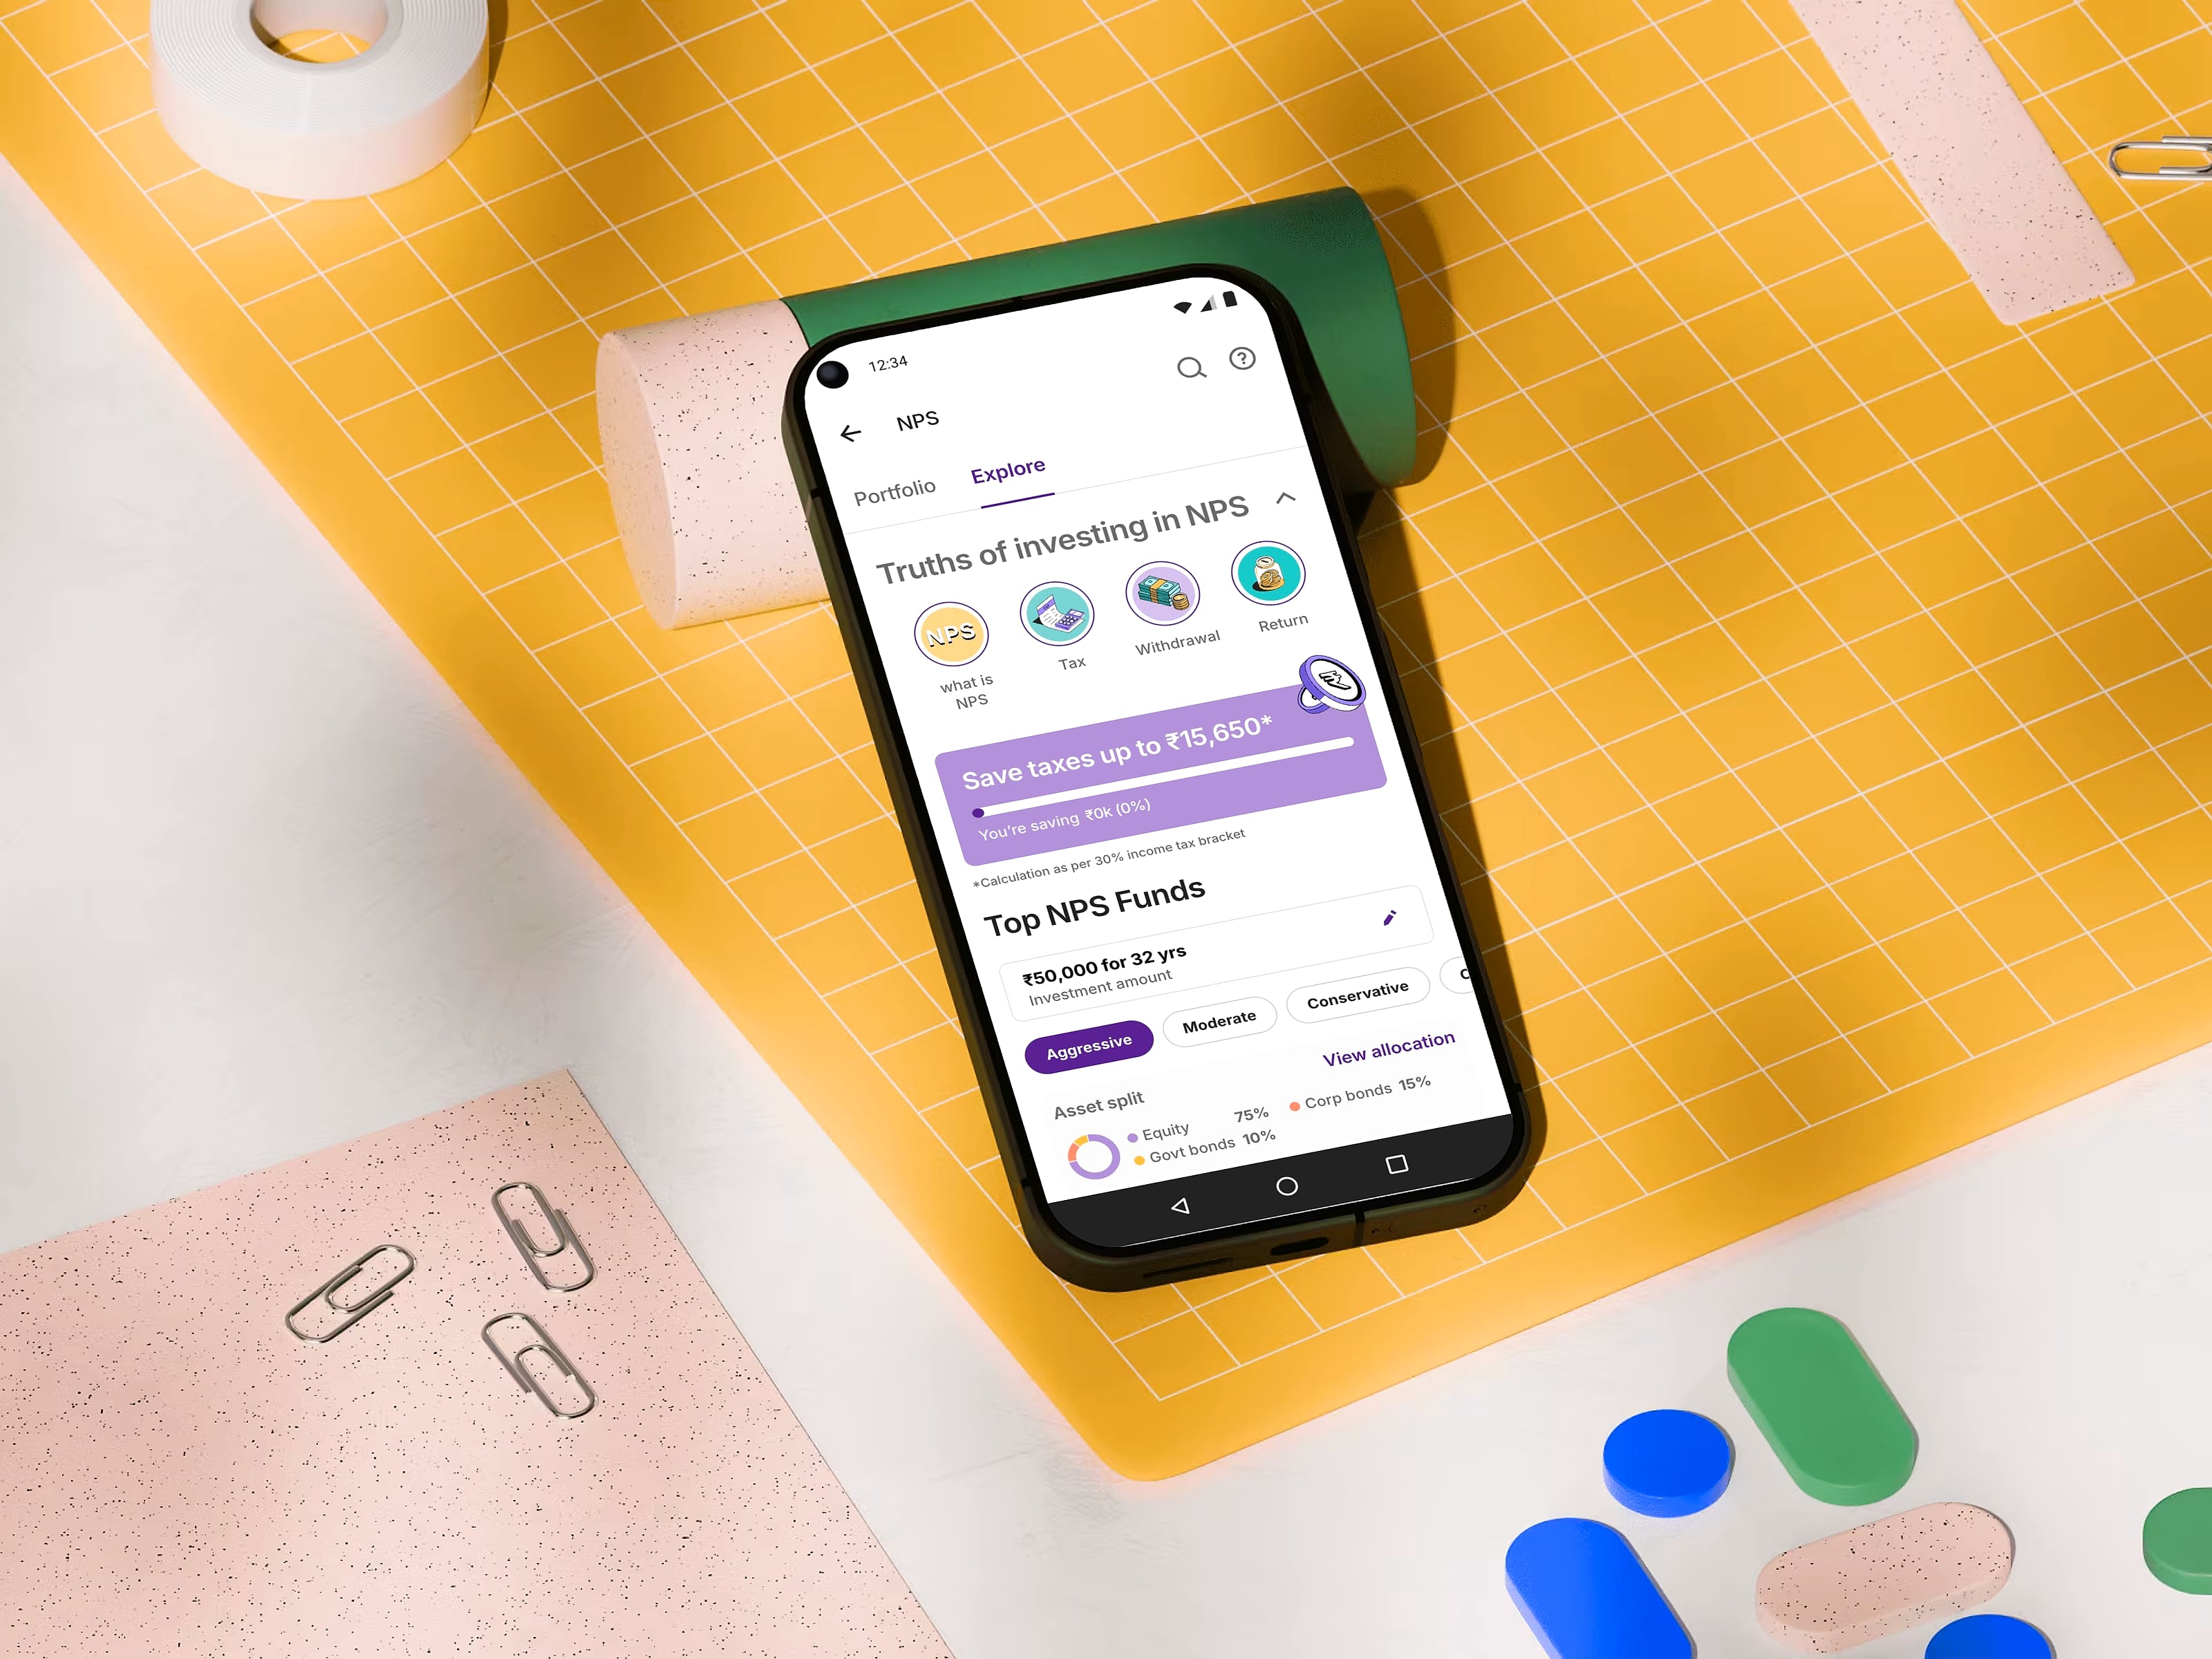 12:34
NPS
Portfolio Explore
Truths of investing in NPS
NPS
what is
NPS
Tax
Withdrawal
Return
Save taxes up to ₹15,650*
You're saving ₹0k (0%)
*Calculation as per 30% income tax bracket
Top NPS Funds
₹50,000 for 32 yrs
Investment amount
Aggressive Moderate Conservative
Asset split View allocation
Equity 75% Corp bonds 15%
Govt bonds 10%